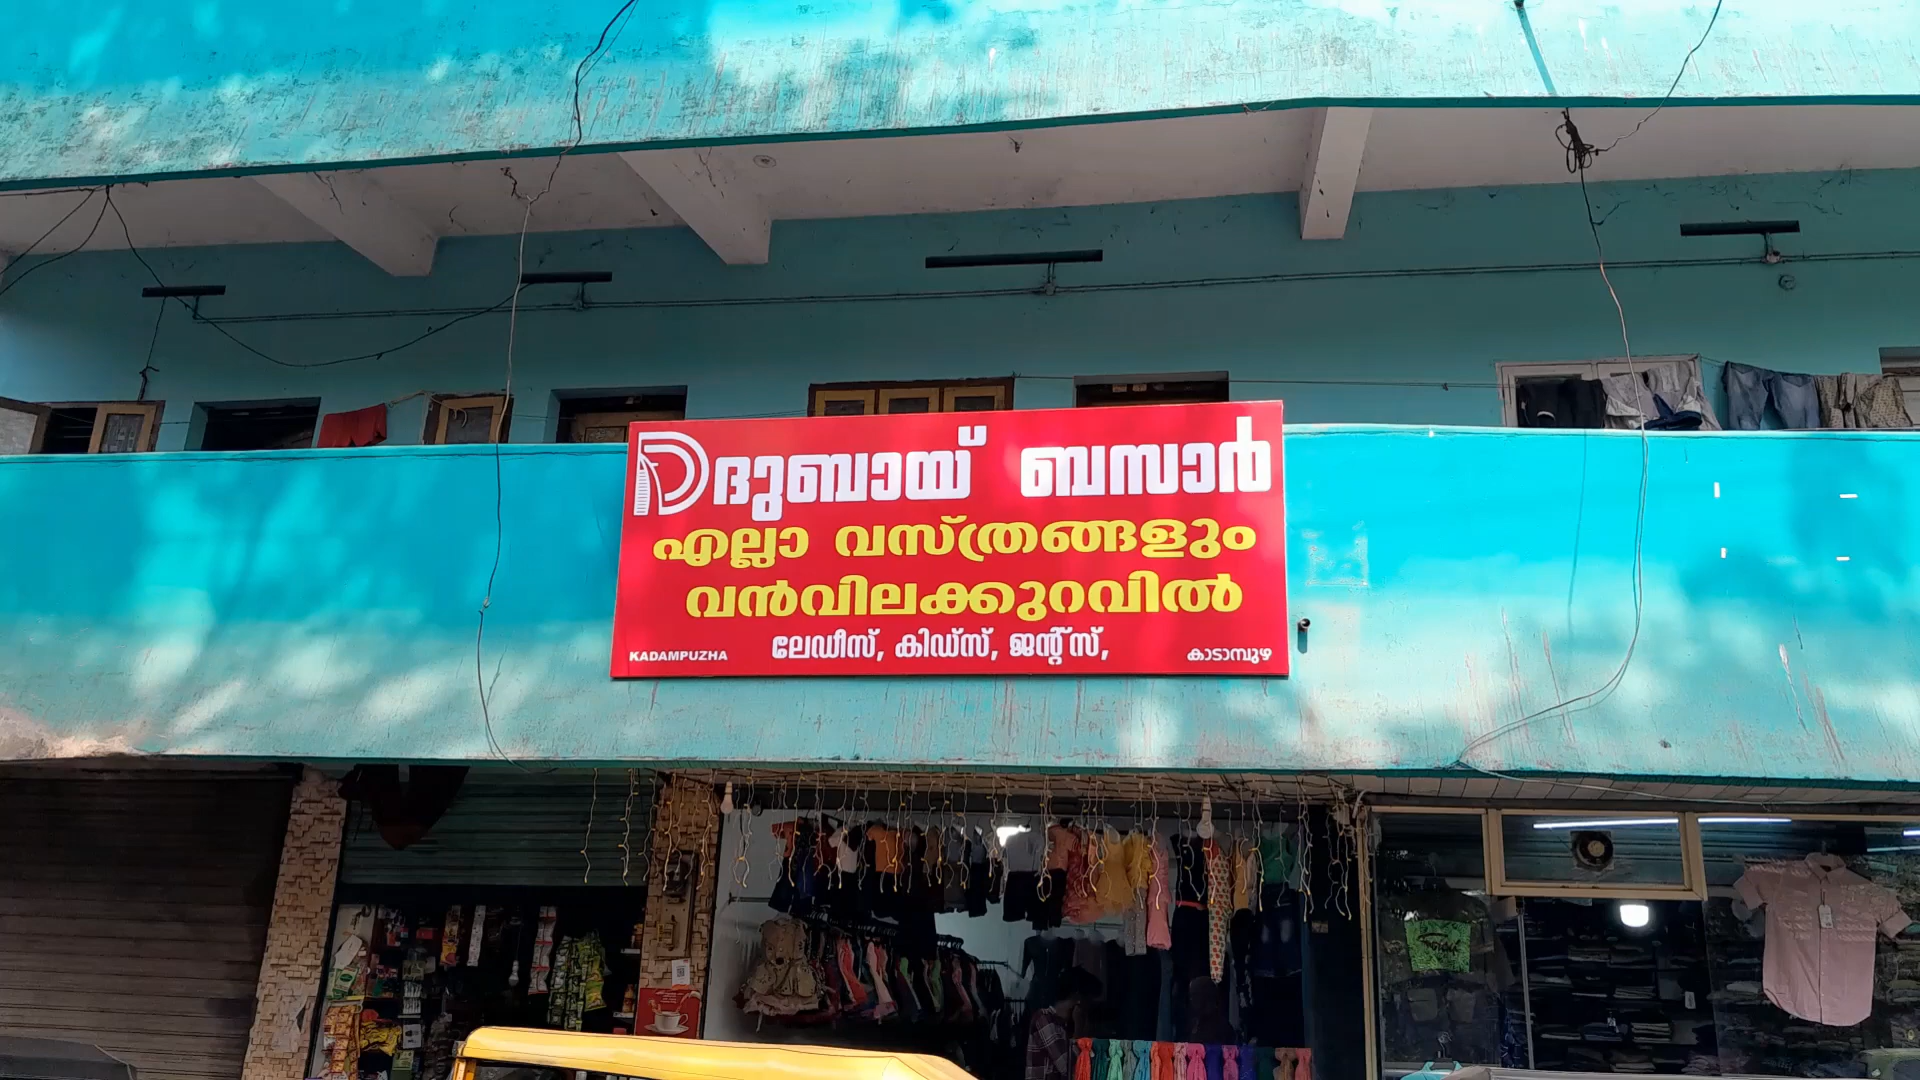 ദുബായ് ബസാർ
എല്ലാ വസ്ത്രങ്ങളും
വൻവിലക്കുറവിൽ
ലേഡീസ്, കിഡ്സ്, ജന്റ്സ്,
KADAMPUZHA
കാടാമ്പുഴ